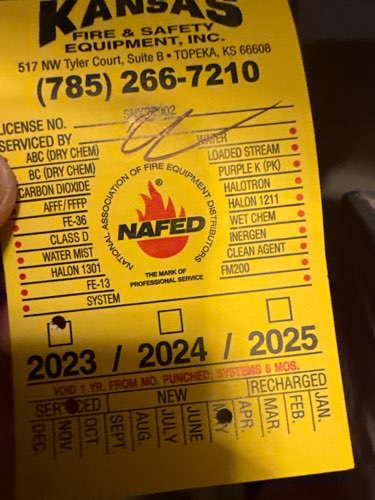 KANSAS
FIRE & SAFETY
EQUIPMENT, INC.
517 NW Tyler Court, Suite B • TOPEKA, KS 66608
(785) 266-7210
LICENSE NO.
SERVICED BY
WATER
ABC (DRY CHEM)
LOADED STREAM
BC (DRY CHEM)
PURPLE K (PK)
CARBON DIOXIDE
HALOTRON
AFFF / FFFP
HALON 1211
FE-36
WET CHEM
CLASS D
INERGEN
WATER MIST
CLEAN AGENT
HALON 1301
FM200
FE-13
SYSTEM
NATIONAL ASSOCIATION OF FIRE EQUIPMENT DISTRIBUTORS
®
NAFED
THE MARK OF
PROFESSIONAL SERVICE
2023 / 2024 / 2025
VOID 1 YR. FROM MO. PUNCHED; SYSTEMS 6 MOS.
NEW
RECHARGED
DEC.
NOV.
OCT.
SEPT.
AUG.
JULY
JUNE
APR.
MAR.
FEB.
JAN.